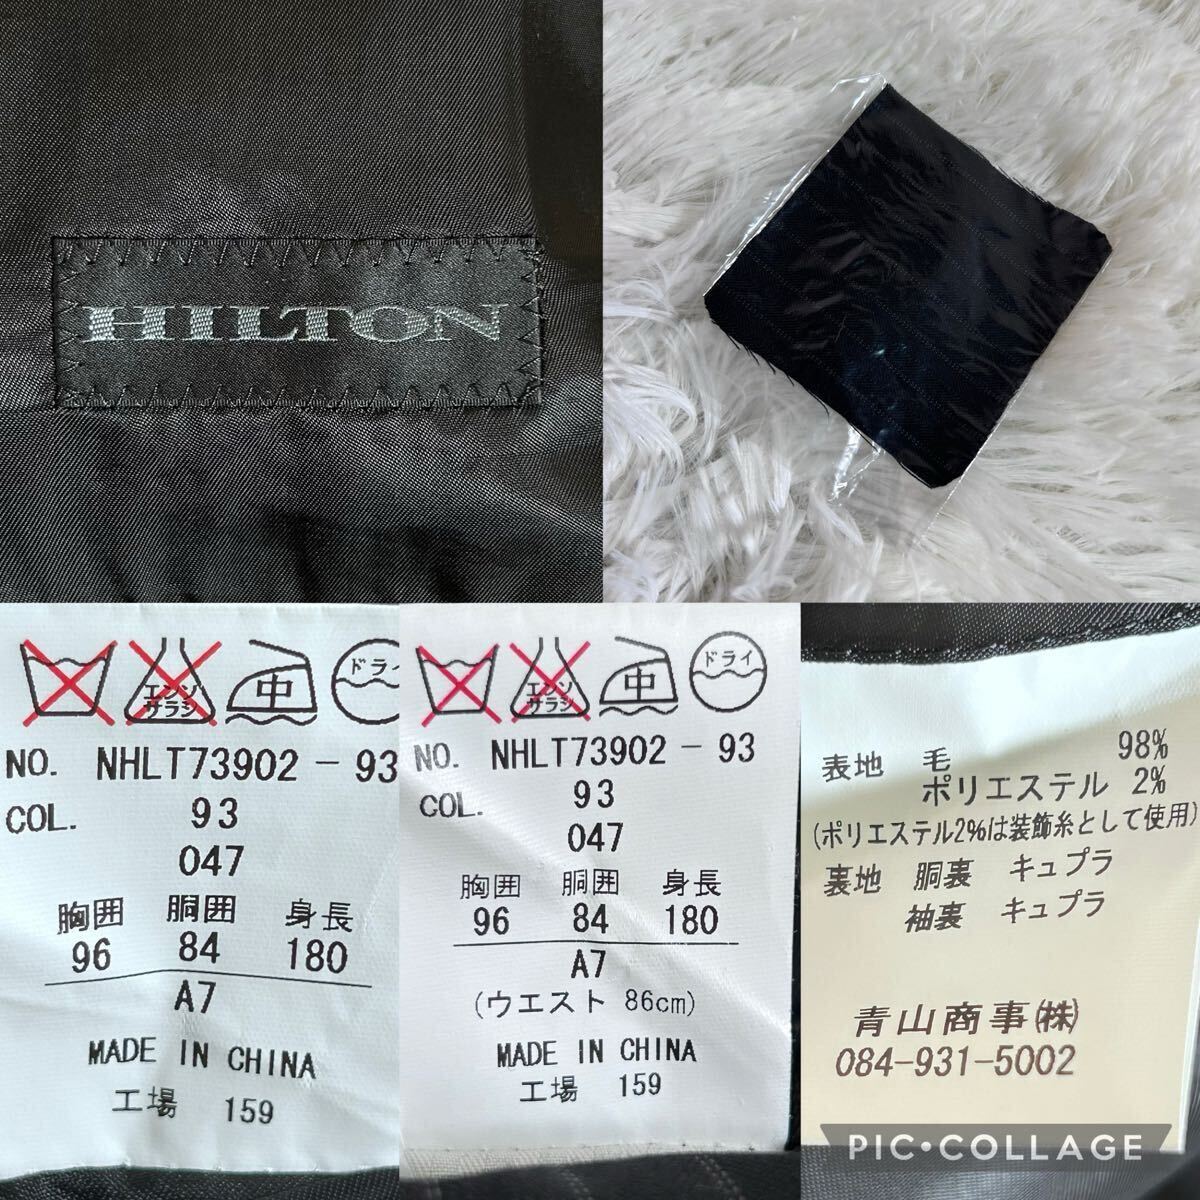 HILTON
エンソ
サラシ
中
ドライ
NO. NHLT73902 - 93
COL. 93
047
胸囲 胴囲 身長
96 84 180
A7
MADE IN CHINA
工場 159
エンソ
サラシ
中
ドライ
NO. NHLT73902 - 93
COL. 93
047
胸囲 胴囲 身長
96 84 180
A7
(ウエスト 86cm)
MADE IN CHINA
工場 159
表地 毛 98%
ポリエステル 2%
(ポリエステル2%は装飾糸として使用)
裏地 胴裏 キュプラ
袖裏 キュプラ
青山商事㈱
084-931-5002
PIC•COLLAGE